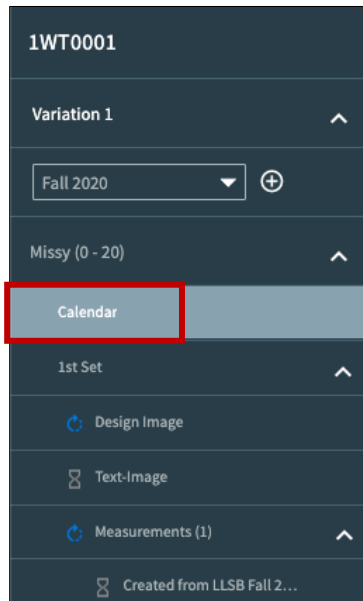 1WT0001
Variation 1
Fall 2020
Missy (0 - 20)
Calendar
1st Set
Design Image
Text-Image
Measurements (1)
Created from LLSB Fall 2...